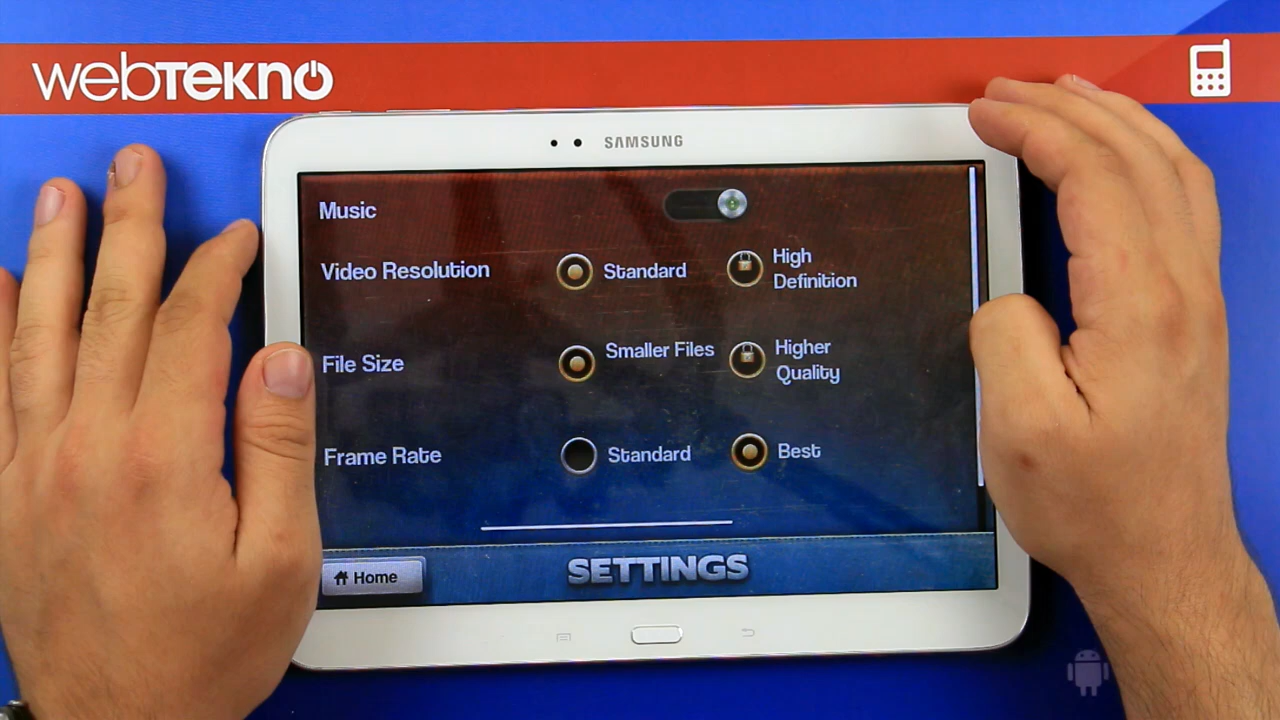 webTEKNO
SAMSUNG
Music
Video Resolution
Standard
High
Definition
File Size
Smaller Files
Higher
Quality
Frame Rate
Standard
Best
Home
SETTINGS